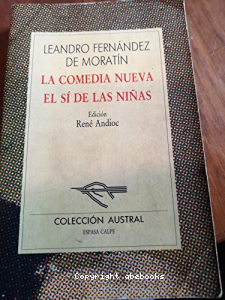 LEANDRO FERNÁNDEZ
DE MORATÍN
LA COMEDIA NUEVA
EL SÍ DE LAS NIÑAS
Edición
René Andioc
COLECCIÓN AUSTRAL
ESPASA CALPE
Copyright abebooks